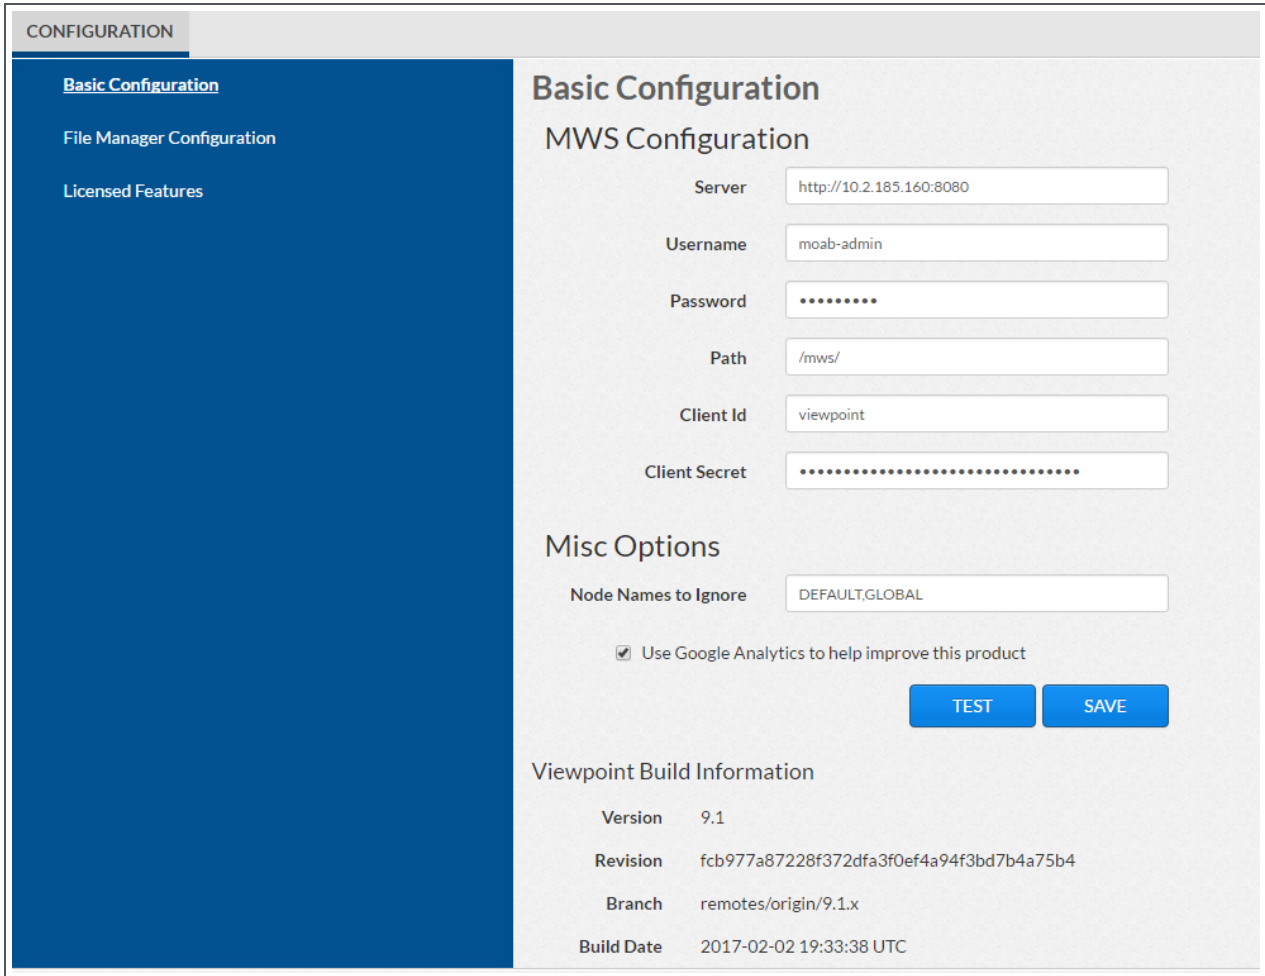 CONFIGURATION
Basic Configuration
File Manager Configuration
Licensed Features
Basic Configuration
MWS Configuration
Server http://10.2.185.160:8080
Username moab-admin
Password •••••••••
Path /mws/
Client Id viewpoint
Client Secret ••••••••••••••••••••••••••••••••
Misc Options
Node Names to Ignore DEFAULT,GLOBAL
Use Google Analytics to help improve this product
TEST SAVE
Viewpoint Build Information
Version 9.1
Revision fcb977a87228f372dfa3f0ef4a94f3bd7b4a75b4
Branch remotes/origin/9.1.x
Build Date 2017-02-02 19:33:38 UTC